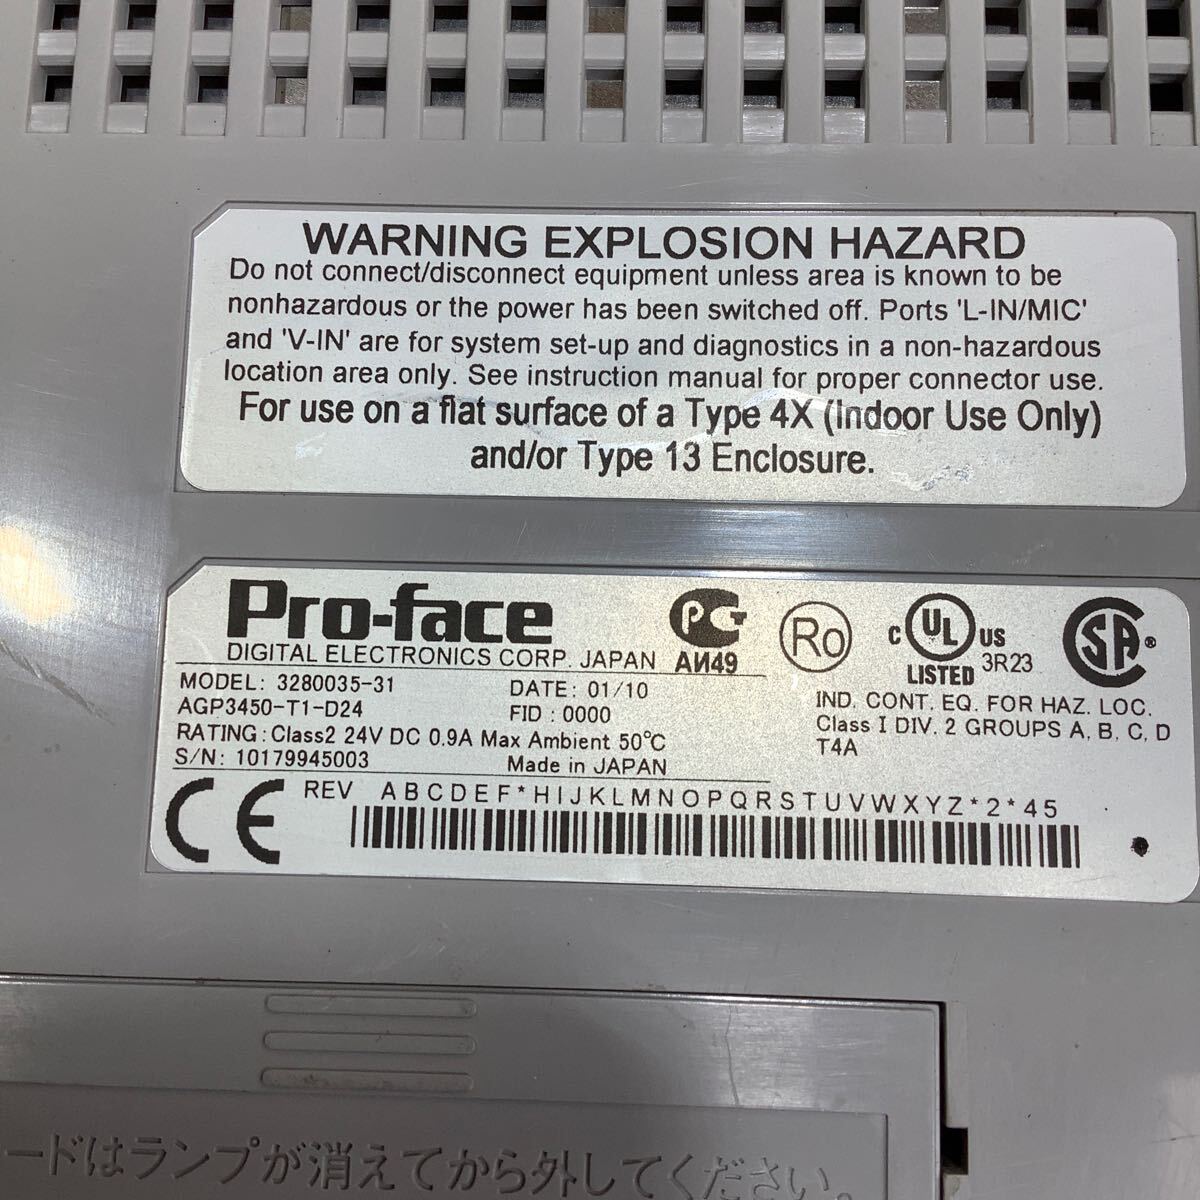 WARNING EXPLOSION HAZARD
Do not connect/disconnect equipment unless area is known to be
nonhazardous or the power has been switched off. Ports 'L-IN/MIC'
and 'V-IN' are for system set-up and diagnostics in a non-hazardous
location area only. See instruction manual for proper connector use.
For use on a flat surface of a Type 4X (Indoor Use Only)
and/or Type 13 Enclosure.
Pro-face
DIGITAL ELECTRONICS CORP. JAPAN
РСТ
АИ49
Ro
c UL US
LISTED 3R23
SA ®
MODEL: 3280035-31
DATE: 01/10
AGP3450-T1-D24
FID : 0000
RATING: Class2 24V DC 0.9A Max Ambient 50℃
S/N: 10179945003
Made in JAPAN
IND. CONT. EQ. FOR HAZ. LOC.
Class I DIV. 2 GROUPS A, B, C, D
T4A
CE
REV ABCDEF*HIJKLMNOPQRSTUVWXYZ*2*45
ードはランプが消えてから外してください。